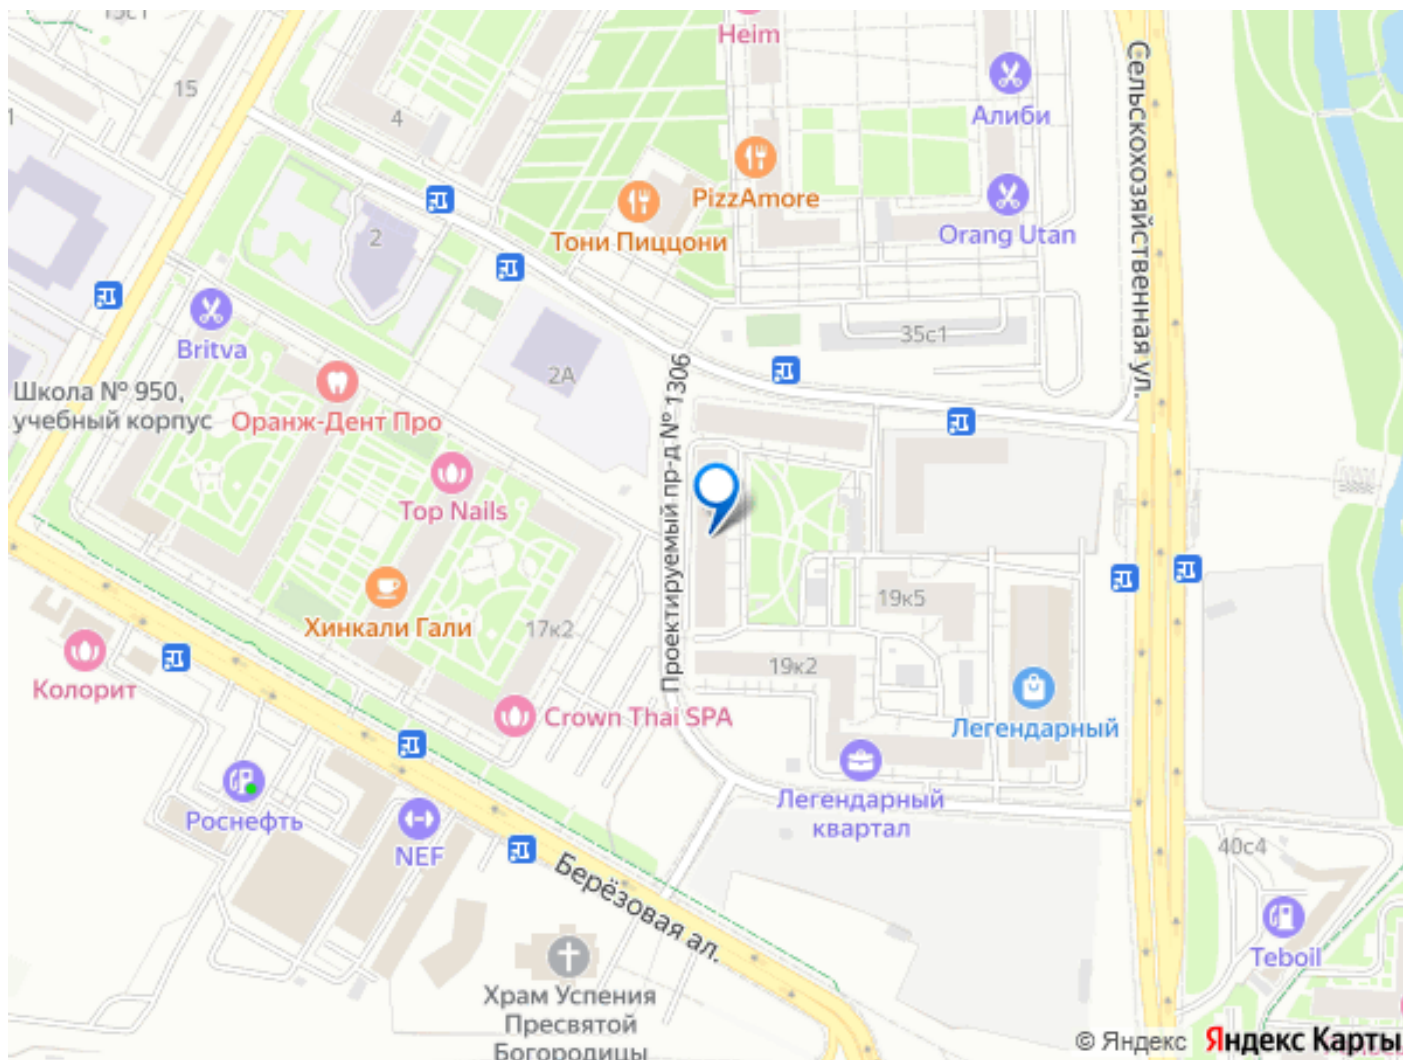 15с1
Heim
Сельскохозяйственная ул.
15
4
1
Алиби
PizzAmore
Тони Пиццони
Orang Utan
2
Britva
35с1
2А
Школа № 950,
учебный корпус
Оранж-Дент Про
Проектируемый пр-д № 1306
Top Nails
19к5
Хинкали Гали
17к2
19к2
Колорит
Crown Thai SPA
Легендарный
Легендарный
квартал
Роснефть
NEF
40с4
Берёзовая ал.
Teboil
Храм Успения
Пресвятой
Богородицы
© Яндекс Яндекс Карты